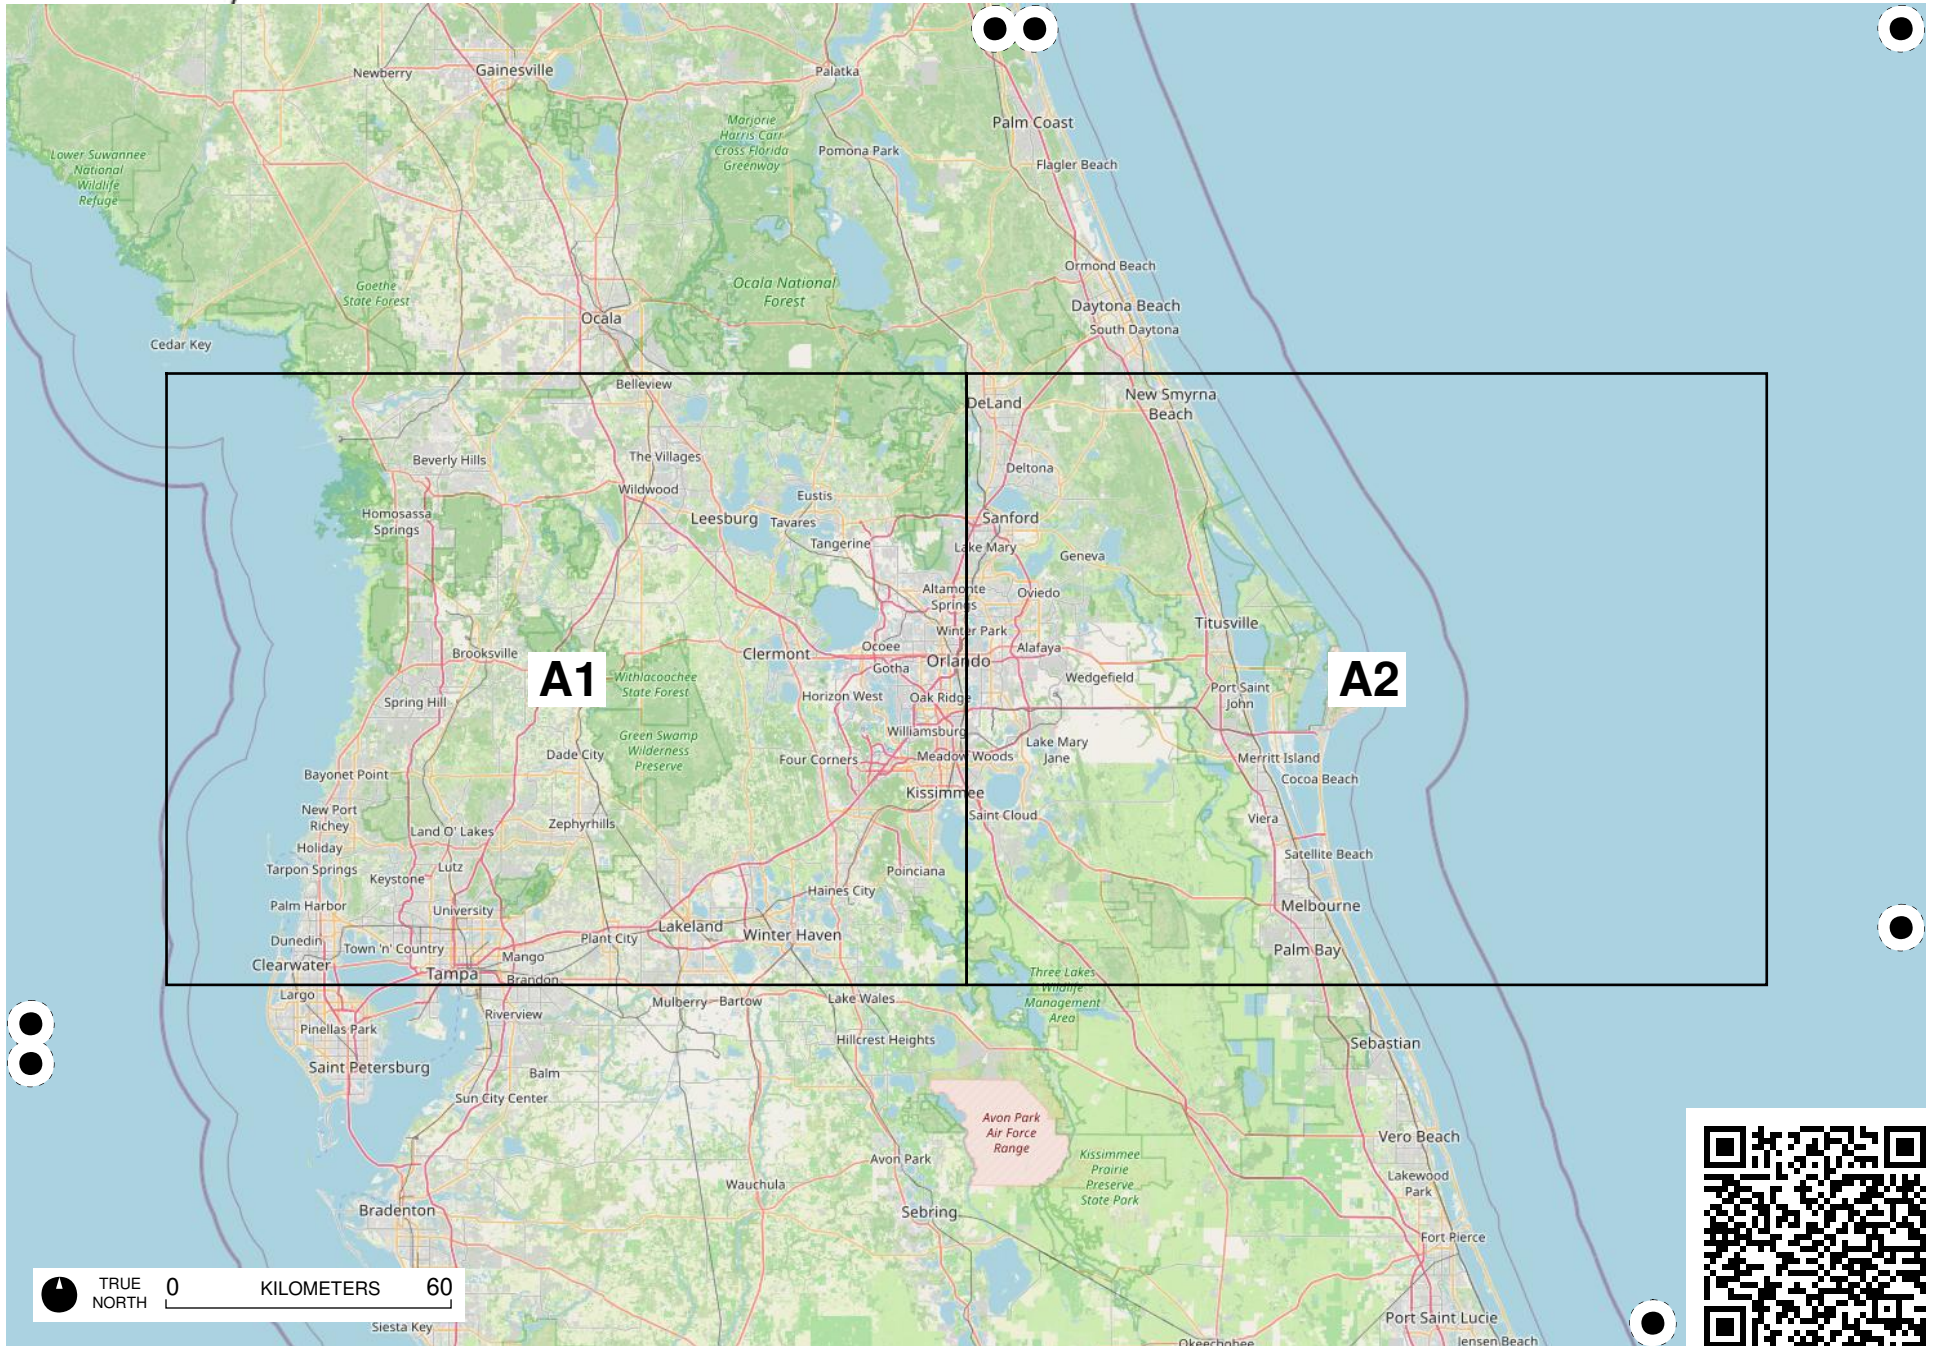 Newberry
Gainesville
Palatka
Palm Coast
Marjorie
Harris Carr
Cross Florida
Greenway
Pomona Park
Flagler Beach
Lower Suwannee
National
Wildlife
Refuge
Ormond Beach
Goethe
State Forest
Ocala National
Forest
Daytona Beach
South Daytona
Ocala
Cedar Key
Belleview
DeLand
New Smyrna
Beach
Beverly Hills
The Villages
Deltona
Wildwood
Eustis
Homosassa
Springs
Leesburg
Tavares
Sanford
Tangerine
Lake Mary
Geneva
Altamonte
Springs
Oviedo
Titusville
Winter Park
Brooksville
Clermont
Ocoee
Alafaya
Orlando
Gotha
A1
A2
Withlacoochee
State Forest
Wedgefield
Port Saint
John
Spring Hill
Horizon West
Oak Ridge
Green Swamp
Wilderness
Preserve
Williamsburg
Lake Mary
Jane
Dade City
Four Corners
Meadow Woods
Merritt Island
Bayonet Point
Cocoa Beach
Kissimmee
New Port
Richey
Saint Cloud
Viera
Land O' Lakes
Zephyrhills
Holiday
Satellite Beach
Tarpon Springs
Lutz
Keystone
Poinciana
Haines City
Palm Harbor
University
Melbourne
Lakeland
Dunedin
Town 'n' Country
Plant City
Winter Haven
Palm Bay
Clearwater
Mango
Tampa
Brandon
Three Lakes
Wildlife
Management
Area
Largo
Mulberry
Bartow
Lake Wales
Riverview
Pinellas Park
Hillcrest Heights
Sebastian
Saint Petersburg
Balm
Sun City Center
Avon Park
Air Force
Range
Vero Beach
Avon Park
Kissimmee
Prairie
Preserve
State Park
Wauchula
Lakewood
Park
Bradenton
Sebring
Fort Pierce
TRUE
NORTH
0 KILOMETERS 60
Siesta Key
Port Saint Lucie
Okeechobee
Jensen Beach